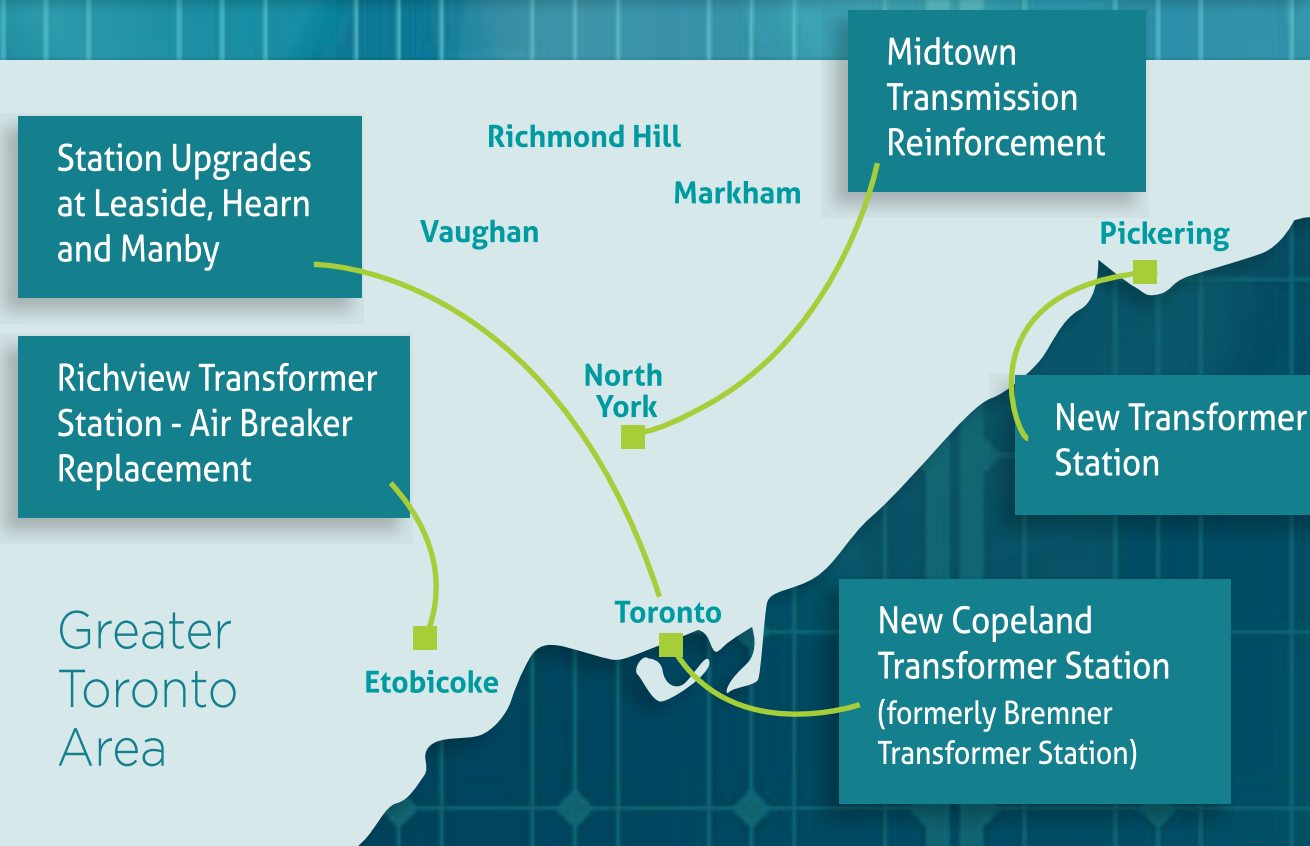 Midtown
Transmission
Reinforcement
Richmond Hill
Station Upgrades
at Leaside, Hearn
and Manby
Markham
Vaughan
Pickering
Richview Transformer
Station - Air Breaker
Replacement
North
York
New Transformer
Station
Greater
Toronto
Area
Toronto
Etobicoke
New Copeland
Transformer Station
(formerly Bremner
Transformer Station)